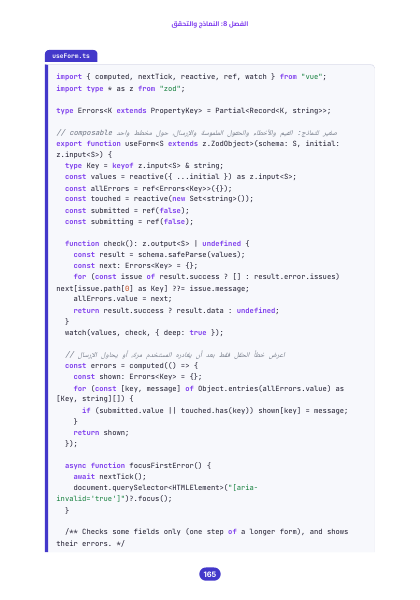 الفصل 8: النماذج والتحقق
useForm.ts
import { computed, nextTick, reactive, ref, watch } from "vue";
import type * as z from "zod";
type Errors<K extends PropertyKey> = Partial<Record<K, string>>;
// composable صغير للنماذج: القيم والأخطاء والحقول الملموسة والإرسال، حول مخطط واحد
export function useForm<S extends z.ZodObject>(schema: S, initial:
z.input<S>) {
type Key = keyof z.input<S> & string;
const values = reactive({ ...initial }) as z.input<S>;
const allErrors = ref<Errors<Key>>({});
const touched = reactive(new Set<string>());
const submitted = ref(false);
const submitting = ref(false);
function check(): z.output<S> | undefined {
const result = schema.safeParse(values);
const next: Errors<Key> = {};
for (const issue of result.success ? [] : result.error.issues)
next[issue.path[0] as Key] ??= issue.message;
allErrors.value = next;
return result.success ? result.data : undefined;
}
watch(values, check, { deep: true });
// اعرض خطأ الحقل فقط بعد أن يغادره المستخدم مرة، أو يحاول الإرسال
const errors = computed(() => {
const shown: Errors<Key> = {};
for (const [key, message] of Object.entries(allErrors.value) as
[Key, string][]) {
if (submitted.value || touched.has(key)) shown[key] = message;
}
return shown;
});
async function focusFirstError() {
await nextTick();
document.querySelector<HTMLElement>("[aria-
invalid='true']")?.focus();
}
/** Checks some fields only (one step of a longer form), and shows
their errors. */
165